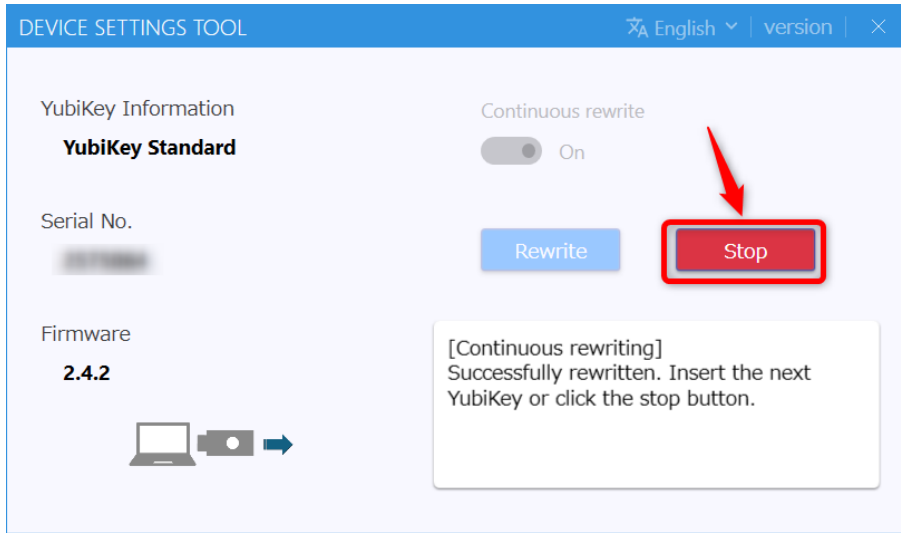 DEVICE SETTINGS TOOL
English
version
YubiKey Information
YubiKey Standard
Continuous rewrite
On
Serial No.
Rewrite
Stop
Firmware
2.4.2
[Continuous rewriting]
Successfully rewritten. Insert the next
YubiKey or click the stop button.